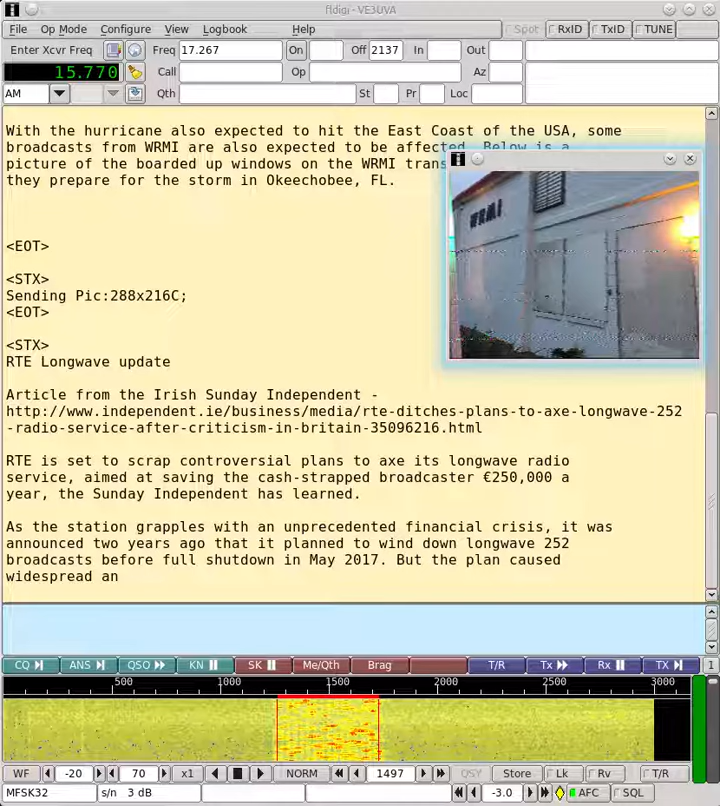 fldigi - VE3UVA
File Op Mode Configure View Logbook Help Spot RxID TxID TUNE
Enter Xcvr Freq Freq 17.267 On Off 2137 In Out
15.770 Call Op Az
AM Qth St Pr Loc
With the hurricane also expected to hit the East Coast of the USA, some
broadcasts from WRMI are also expected to be affected. Below is a
picture of the boarded up windows on the WRMI trans
they prepare for the storm in Okeechobee, FL.
WRMI
<EOT>
<STX>
Sending Pic:288x216C;
<EOT>
<STX>
RTE Longwave update
Article from the Irish Sunday Independent -
http://www.independent.ie/business/media/rte-ditches-plans-to-axe-longwave-252
-radio-service-after-criticism-in-britain-35096216.html
RTE is set to scrap controversial plans to axe its longwave radio
service, aimed at saving the cash-strapped broadcaster €250,000 a
year, the Sunday Independent has learned.
As the station grapples with an unprecedented financial crisis, it was
announced two years ago that it planned to wind down longwave 252
broadcasts before full shutdown in May 2017. But the plan caused
widespread an
CQ ANS QSO KN SK Me/Qth Brag T/R Tx Rx TX 1
500 1000 1500 2000 2500 3000
WF -20 70 x1 NORM 1497 QSY Store Lk Rv T/R
MFSK32 s/n 3 dB -3.0 AFC SQL